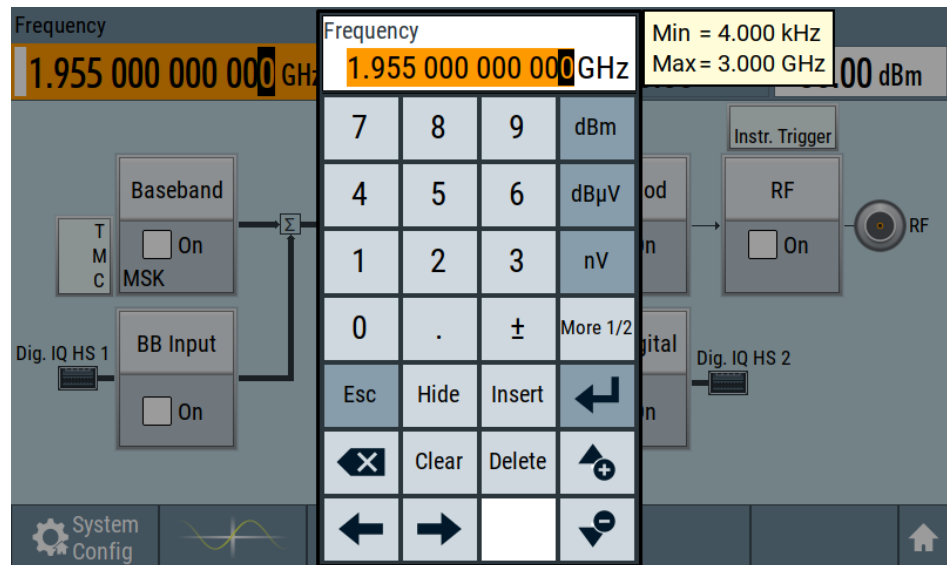 Frequency
1.955 000 000 000 GHz
.00 dBm
Frequency
1.955 000 000 000 GHz
Min = 4.000 kHz
Max = 3.000 GHz
7 8 9 dBm
4 5 6 dBµV
1 2 3 nV
0 . ± More 1/2
Esc Hide Insert
Clear Delete
Instr. Trigger
Baseband
On
MSK
T
M
C
Σ
BB Input
On
Dig. IQ HS 1
RF
On
RF
Dig. IQ HS 2
System
Config